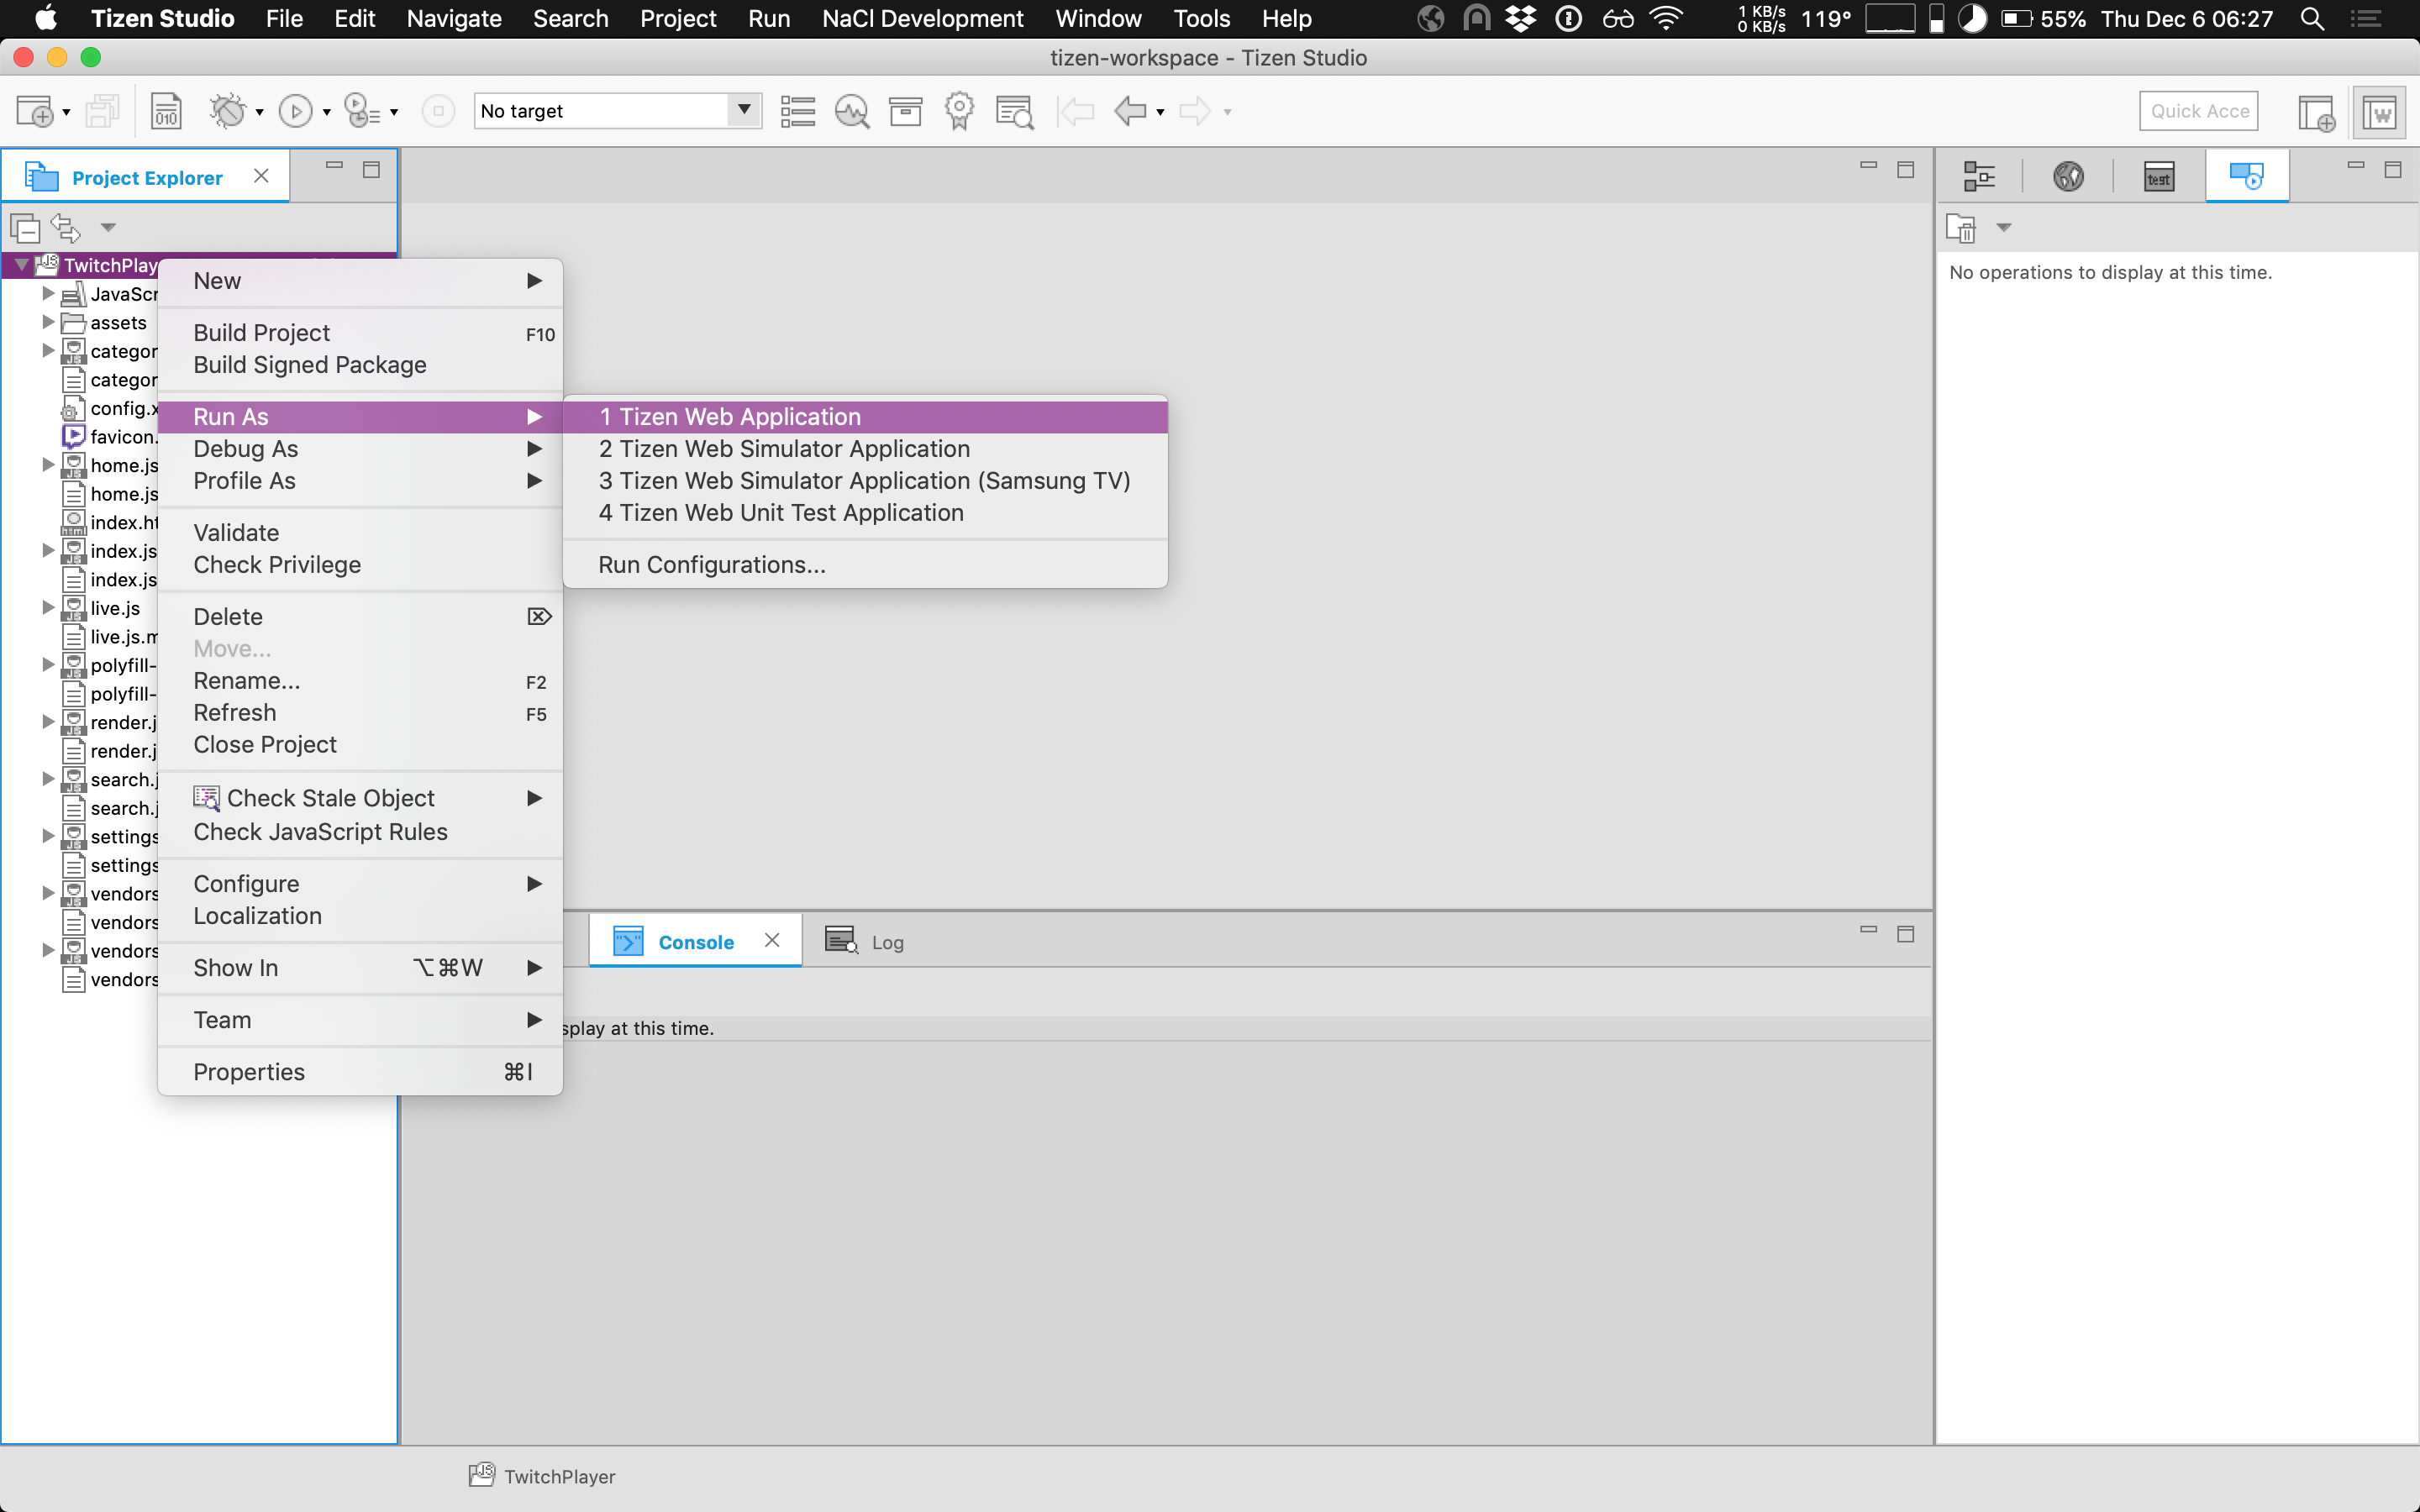 Tizen Studio File Edit Navigate Search Project Run NaCl Development Window Tools Help 1 KB/s 0 KB/s 119° 55% Thu Dec 6 06:27
tizen-workspace - Tizen Studio
010 No target Quick Acce
Project Explorer test
No operations to display at this time.
TwitchPlay
JavaScr
assets
categor
categor
config.x
favicon.
home.js
home.js
index.ht
index.js
index.js
live.js
live.js.m
polyfill-
polyfill-
render.j
render.j
search.j
search.j
settings
settings
vendors
vendors
vendors
vendors
New
Build Project F10
Build Signed Package
Run As
Debug As
Profile As
Validate
Check Privilege
Delete
Move...
Rename... F2
Refresh F5
Close Project
Check Stale Object
Check JavaScript Rules
Configure
Localization
Show In ⌥⌘W
Team
Properties ⌘I
1 Tizen Web Application
2 Tizen Web Simulator Application
3 Tizen Web Simulator Application (Samsung TV)
4 Tizen Web Unit Test Application
Run Configurations...
Console Log
splay at this time.
TwitchPlayer